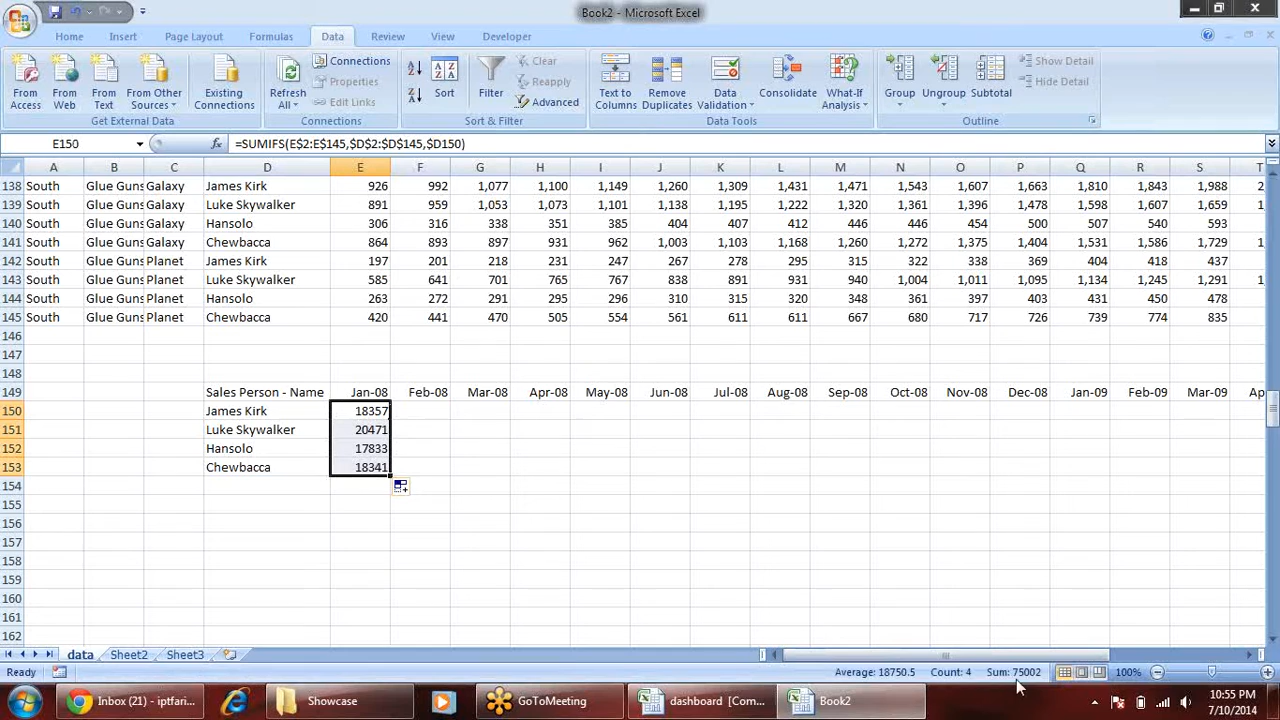 Book2 - Microsoft Excel
Home Insert Page Layout Formulas Data Review View Developer
From Access
From Web
From Text
From Other Sources
Existing Connections
Get External Data
Refresh All
Connections
Properties
Edit Links
Connections
Sort
Filter
Clear
Reapply
Advanced
Sort & Filter
Text to Columns
Remove Duplicates
Data Validation
Consolidate
What-If Analysis
Data Tools
Group
Ungroup
Subtotal
Show Detail
Hide Detail
Outline
E150 fx =SUMIFS(E$2:E$145,$D$2:$D$145,$D150)
A B C D E F G H I J K L M N O P Q R S T
138 South Glue Guns Galaxy James Kirk 926 992 1,077 1,100 1,149 1,260 1,309 1,431 1,471 1,543 1,607 1,663 1,810 1,843 1,988 2
139 South Glue Guns Galaxy Luke Skywalker 891 959 1,053 1,073 1,101 1,138 1,195 1,222 1,320 1,361 1,396 1,478 1,598 1,607 1,659 1,
140 South Glue Guns Galaxy Hansolo 306 316 338 351 385 404 407 412 446 446 454 500 507 540 593
141 South Glue Guns Galaxy Chewbacca 864 893 897 931 962 1,003 1,103 1,168 1,260 1,272 1,375 1,404 1,531 1,586 1,729 1,
142 South Glue Guns Planet James Kirk 197 201 218 231 247 267 278 295 315 322 338 369 404 418 437
143 South Glue Guns Planet Luke Skywalker 585 641 701 765 767 838 891 931 940 1,004 1,011 1,095 1,134 1,245 1,291 1,
144 South Glue Guns Planet Hansolo 263 272 291 295 296 310 315 320 348 361 397 403 431 450 478
145 South Glue Guns Planet Chewbacca 420 441 470 505 554 561 611 611 667 680 717 726 739 774 835
146
147
148
149 Sales Person - Name Jan-08 Feb-08 Mar-08 Apr-08 May-08 Jun-08 Jul-08 Aug-08 Sep-08 Oct-08 Nov-08 Dec-08 Jan-09 Feb-09 Mar-09 Ap
150 James Kirk 18357
151 Luke Skywalker 20471
152 Hansolo 17833
153 Chewbacca 18341
154
155
156
157
158
159
160
161
162
data Sheet2 Sheet3
Ready Average: 18750.5 Count: 4 Sum: 75002 100%
Inbox (21) - iptfari... Showcase GoToMeeting dashboard [Com... Book2 10:55 PM
7/10/2014